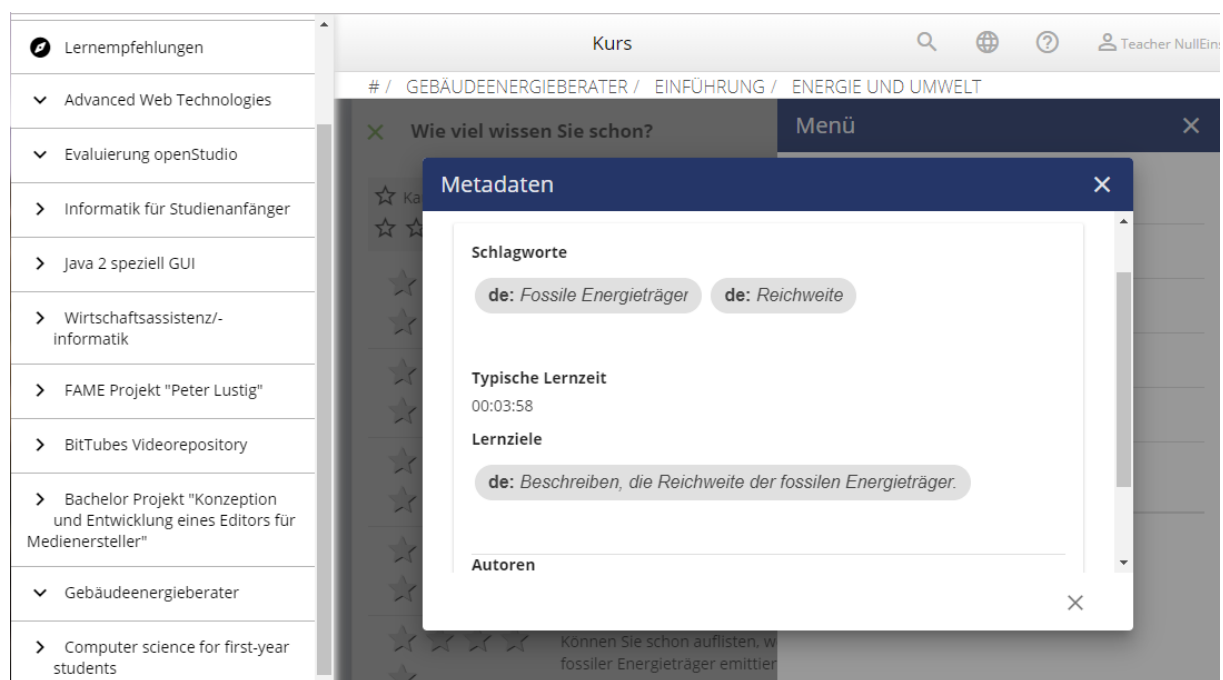 Lernempfehlungen
Advanced Web Technologies
Evaluierung openStudio
Informatik für Studienanfänger
Java 2 speziell GUI
Wirtschaftsassistenz/-
informatik
FAME Projekt "Peter Lustig"
BitTubes Videorepository
Bachelor Projekt "Konzeption
und Entwicklung eines Editors für
Medienersteller"
Gebäudeenergieberater
Computer science for first-year
students
Kurs
Teacher NullEins
# / GEBÄUDEENERGIEBERATER / EINFÜHRUNG / ENERGIE UND UMWELT
Wie viel wissen Sie schon?
Menü
Metadaten
Schlagworte
de: Fossile Energieträger de: Reichweite
Typische Lernzeit
00:03:58
Lernziele
de: Beschreiben, die Reichweite der fossilen Energieträger.
Autoren
Können Sie schon auflisten, w
fossiler Energieträger emittier